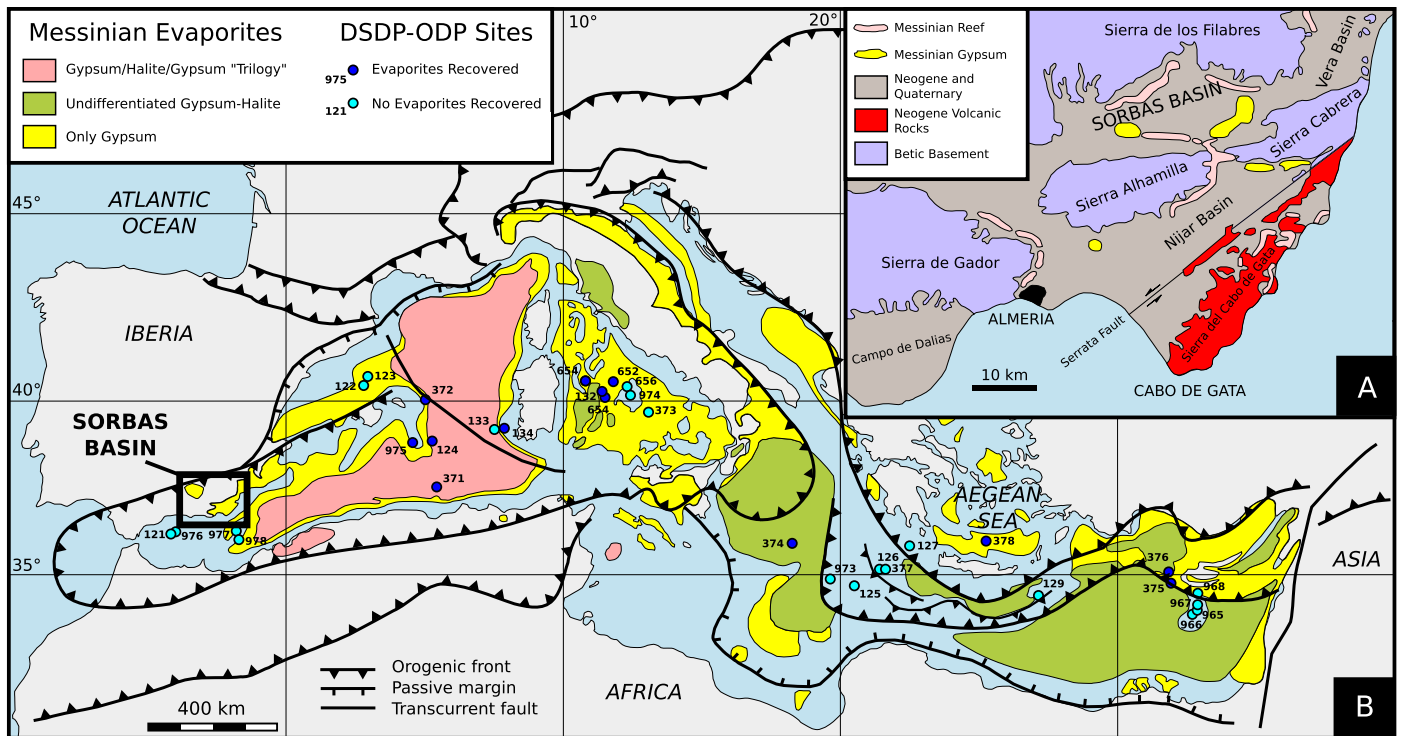 Messinian Evaporites
Gypsum/Halite/Gypsum "Trilogy"
Undifferentiated Gypsum-Halite
Only Gypsum
DSDP-ODP Sites
975 Evaporites Recovered
121 No Evaporites Recovered
10°
20°
45°
40°
35°
ATLANTIC
OCEAN
IBERIA
SORBAS
BASIN
122
123
372
133
134
975
124
371
121
976
977
978
654
652
656
132
974
654
373
374
973
125
126
377
127
AEGEAN
SEA
378
129
376
375
968
967
965
966
ASIA
AFRICA
Orogenic front
Passive margin
Transcurrent fault
400 km
B
Messinian Reef
Messinian Gypsum
Neogene and
Quaternary
Neogene Volcanic
Rocks
Betic Basement
Sierra de los Filabres
Vera Basin
SORBAS BASIN
Sierra Cabrera
Sierra Alhamilla
Nijar Basin
Sierra de Gador
Sierra del Cabo de Gata
ALMERIA
Serrata Fault
Campo de Dalias
10 km
CABO DE GATA
A